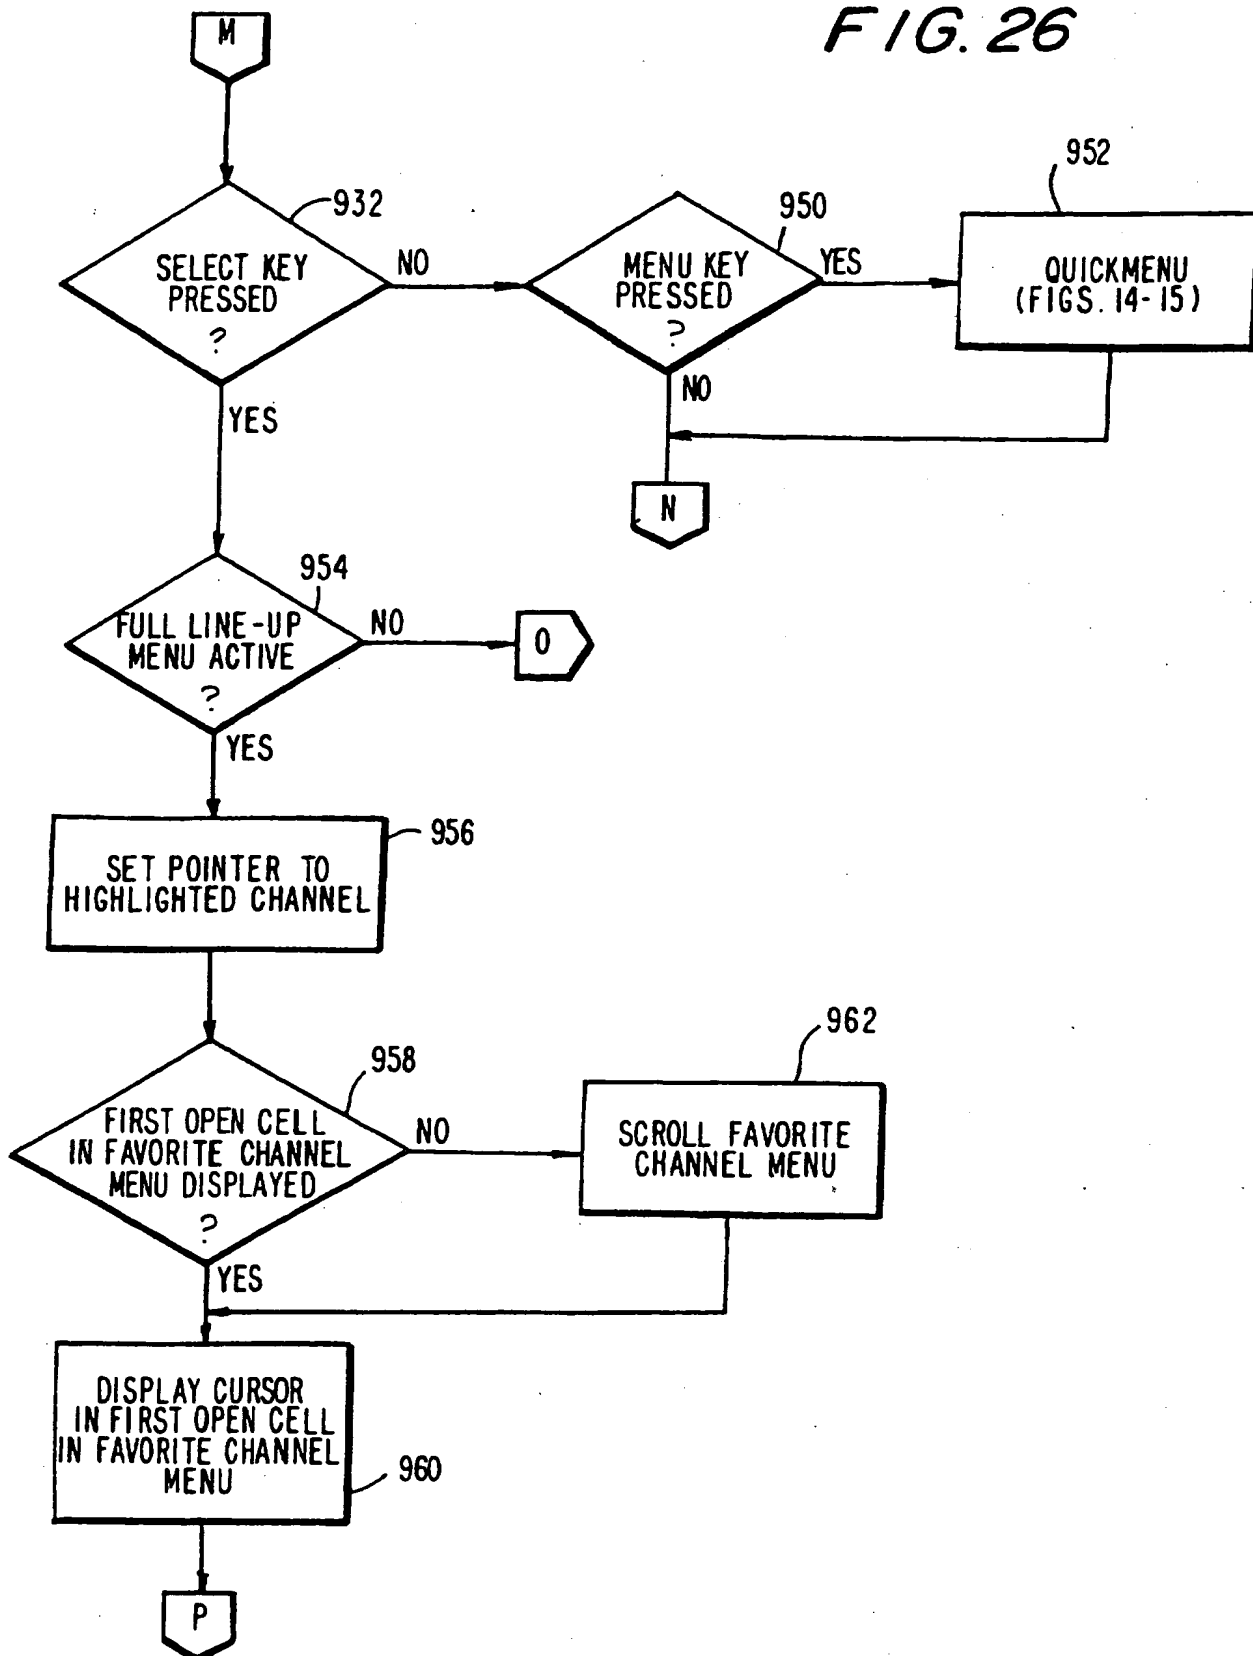 FIG. 26
M
932
SELECT KEY
PRESSED
?
NO
YES
950
MENU KEY
PRESSED
?
YES
NO
952
QUICKMENU
(FIGS. 14-15)
N
954
FULL LINE-UP
MENU ACTIVE
?
NO
O
YES
956
SET POINTER TO
HIGHLIGHTED CHANNEL
958
FIRST OPEN CELL
IN FAVORITE CHANNEL
MENU DISPLAYED
?
NO
YES
962
SCROLL FAVORITE
CHANNEL MENU
DISPLAY CURSOR
IN FIRST OPEN CELL
IN FAVORITE CHANNEL
MENU
960
P